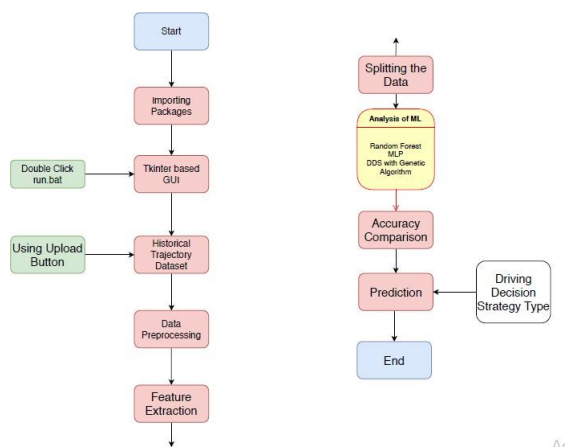 Start
Importing
Packages
Double Click
run.bat
Tkinter based
GUI
Using Upload
Button
Historical
Trajectory
Dataset
Data
Preprocessing
Feature
Extraction
Splitting the
Data
Analysis of ML
Random Forest
MLP
DDS with Genetic
Algorithm
Accuracy
Comparison
Prediction
Driving
Decision
Strategy Type
End